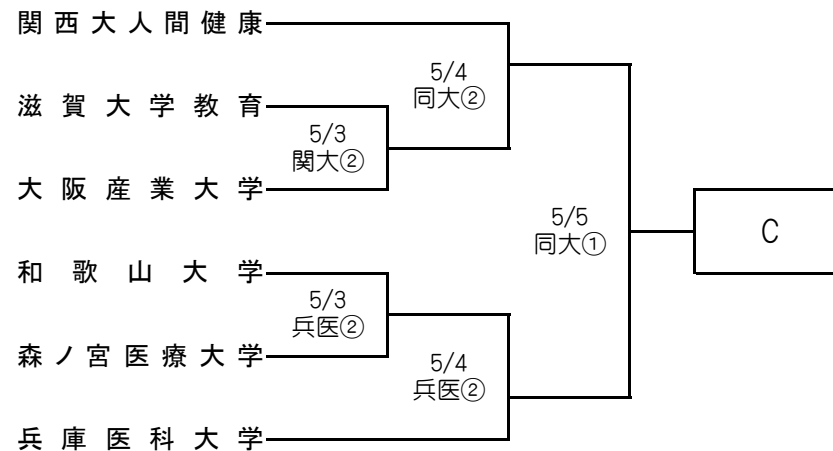 関西大人間健康
5/4
同大②
滋賀大学教育
5/3
関大②
大阪産業大学
5/5
同大①
C
和歌山大学
5/3
兵医②
森ノ宮医療大学
5/4
兵医②
兵庫医科大学